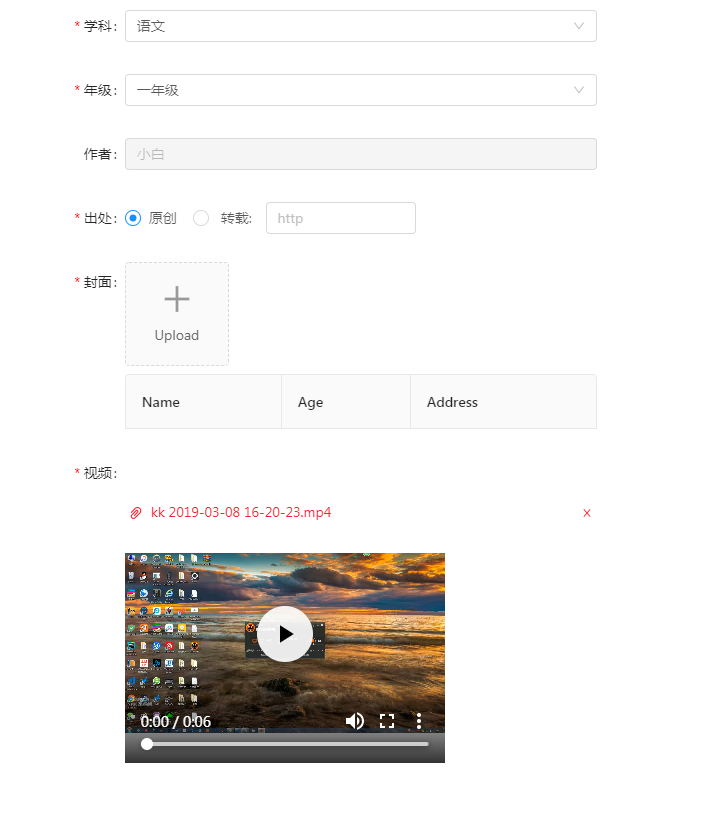 * 学科:
语文
* 年级:
一年级
作者:
小白
* 出处:
原创
转载:
http
* 封面:
Upload
Name
Age
Address
* 视频:
kk 2019-03-08 16-20-23.mp4
0:00 / 0:06